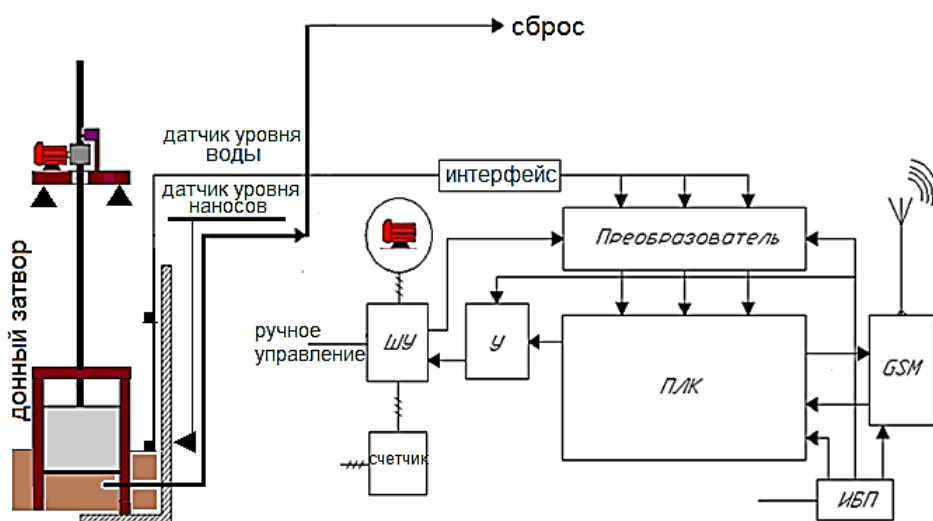 сброс
датчик уровня
воды
датчик уровня
наносов
интерфейс
Преобразователь
донный затвор
ручное
управление
ШУ
У
ПЛК
GSM
счетчик
ИБП